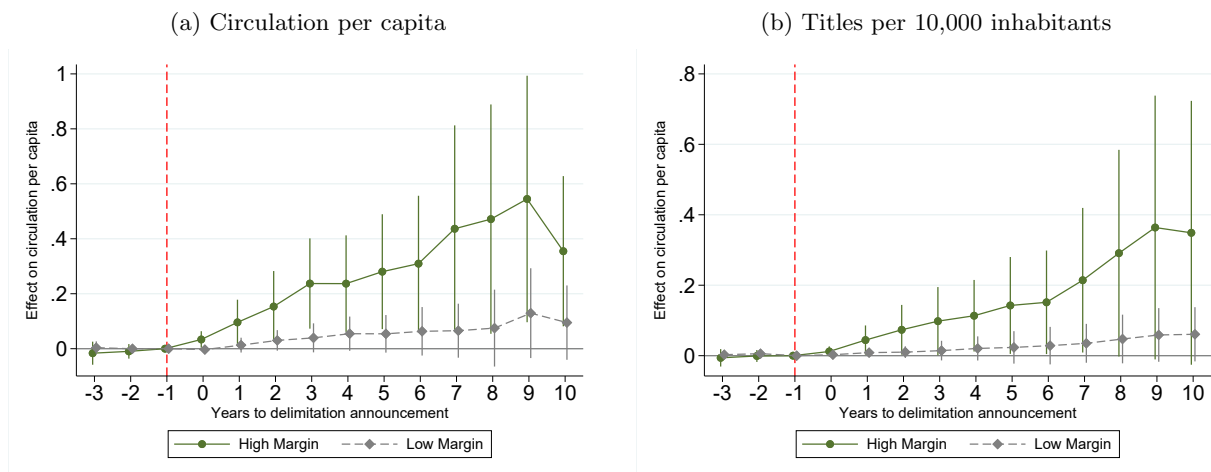 (a) Circulation per capita
Effect on circulation per capita
1
.8
.6
.4
.2
0
-3 -2 -1 0 1 2 3 4 5 6 7 8 9 10
Years to delimitation announcement
High Margin Low Margin
(b) Titles per 10,000 inhabitants
Effect on circulation per capita
.8
.6
.4
.2
0
-3 -2 -1 0 1 2 3 4 5 6 7 8 9 10
Years to delimitation announcement
High Margin Low Margin